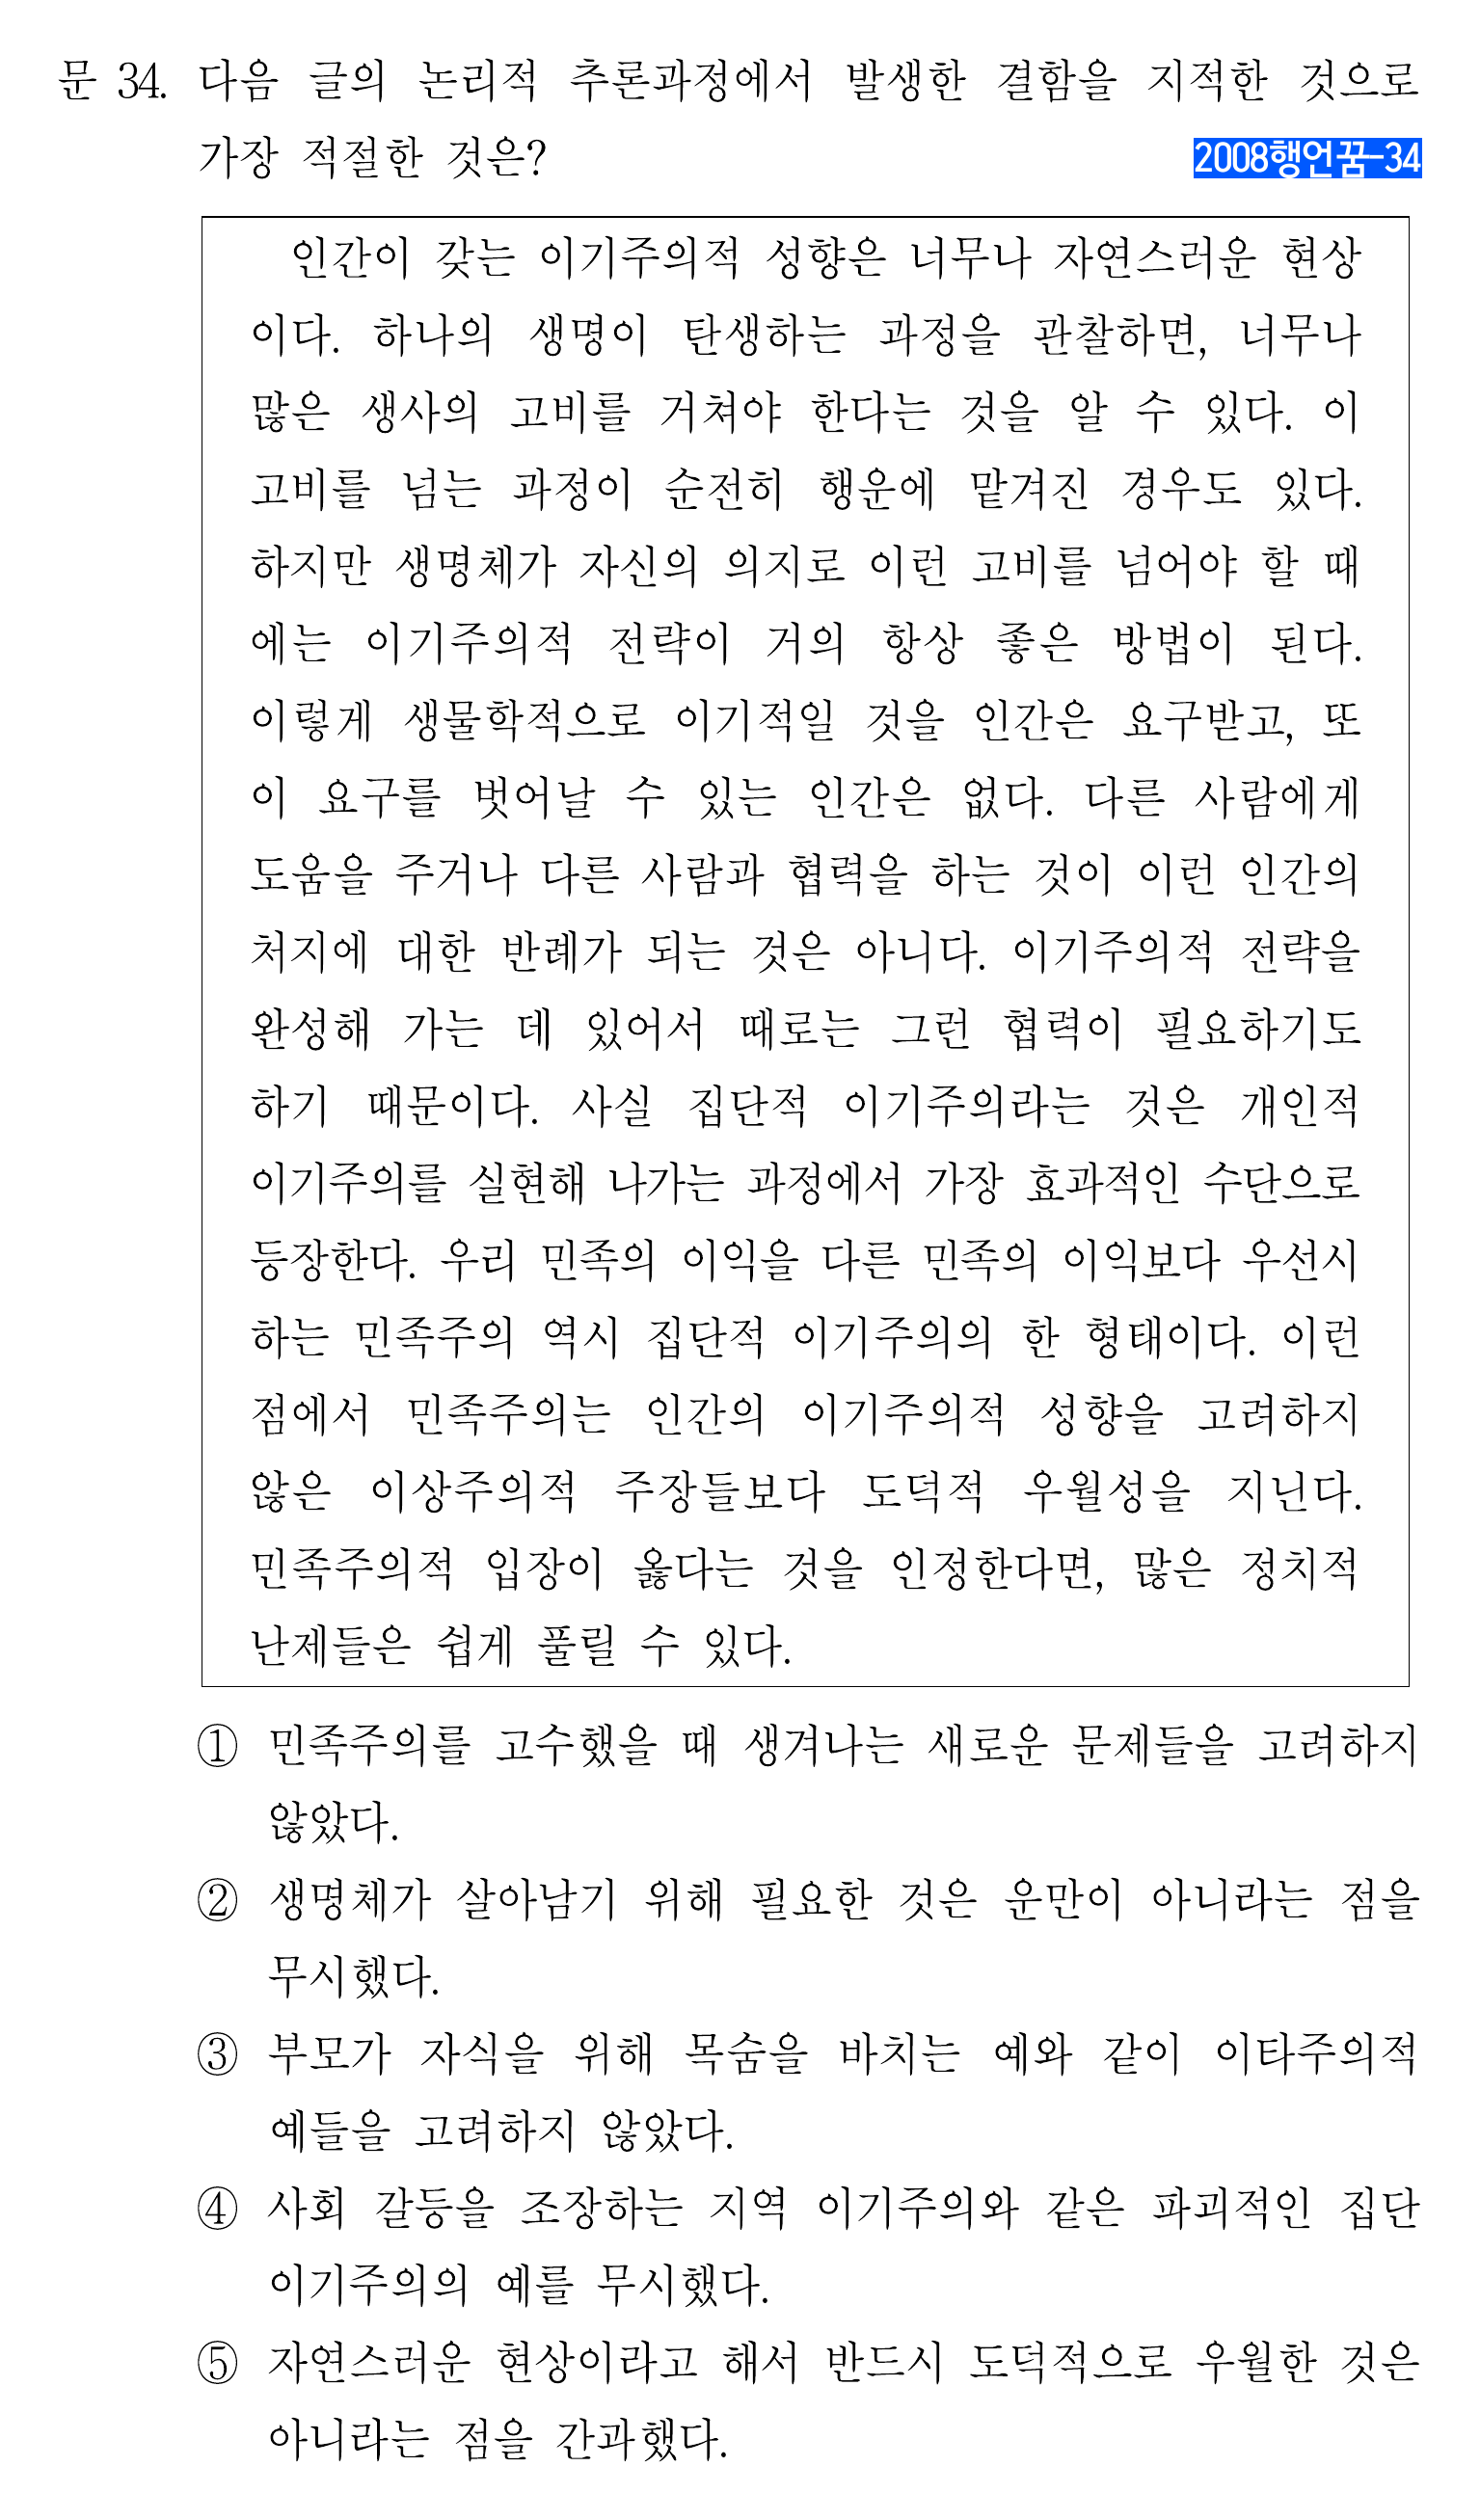 문 34. 다음 글의 논리적 추론과정에서 발생한 결함을 지적한 것으로
가장 적절한 것은?
2008행언꿈-34
인간이 갖는 이기주의적 성향은 너무나 자연스러운 현상
이다. 하나의 생명이 탄생하는 과정을 관찰하면, 너무나
많은 생사의 고비를 거쳐야 한다는 것을 알 수 있다. 이
고비를 넘는 과정이 순전히 행운에 맡겨진 경우도 있다.
하지만 생명체가 자신의 의지로 이런 고비를 넘어야 할 때
에는 이기주의적 전략이 거의 항상 좋은 방법이 된다.
이렇게 생물학적으로 이기적일 것을 인간은 요구받고, 또
이 요구를 벗어날 수 있는 인간은 없다. 다른 사람에게
도움을 주거나 다른 사람과 협력을 하는 것이 이런 인간의
처지에 대한 반례가 되는 것은 아니다. 이기주의적 전략을
완성해 가는 데 있어서 때로는 그런 협력이 필요하기도
하기 때문이다. 사실 집단적 이기주의라는 것은 개인적
이기주의를 실현해 나가는 과정에서 가장 효과적인 수단으로
등장한다. 우리 민족의 이익을 다른 민족의 이익보다 우선시
하는 민족주의 역시 집단적 이기주의의 한 형태이다. 이런
점에서 민족주의는 인간의 이기주의적 성향을 고려하지
않은 이상주의적 주장들보다 도덕적 우월성을 지닌다.
민족주의적 입장이 옳다는 것을 인정한다면, 많은 정치적
난제들은 쉽게 풀릴 수 있다.
① 민족주의를 고수했을 때 생겨나는 새로운 문제들을 고려하지
않았다.
② 생명체가 살아남기 위해 필요한 것은 운만이 아니라는 점을
무시했다.
③ 부모가 자식을 위해 목숨을 바치는 예와 같이 이타주의적
예들을 고려하지 않았다.
④ 사회 갈등을 조장하는 지역 이기주의와 같은 파괴적인 집단
이기주의의 예를 무시했다.
⑤ 자연스러운 현상이라고 해서 반드시 도덕적으로 우월한 것은
아니라는 점을 간과했다.